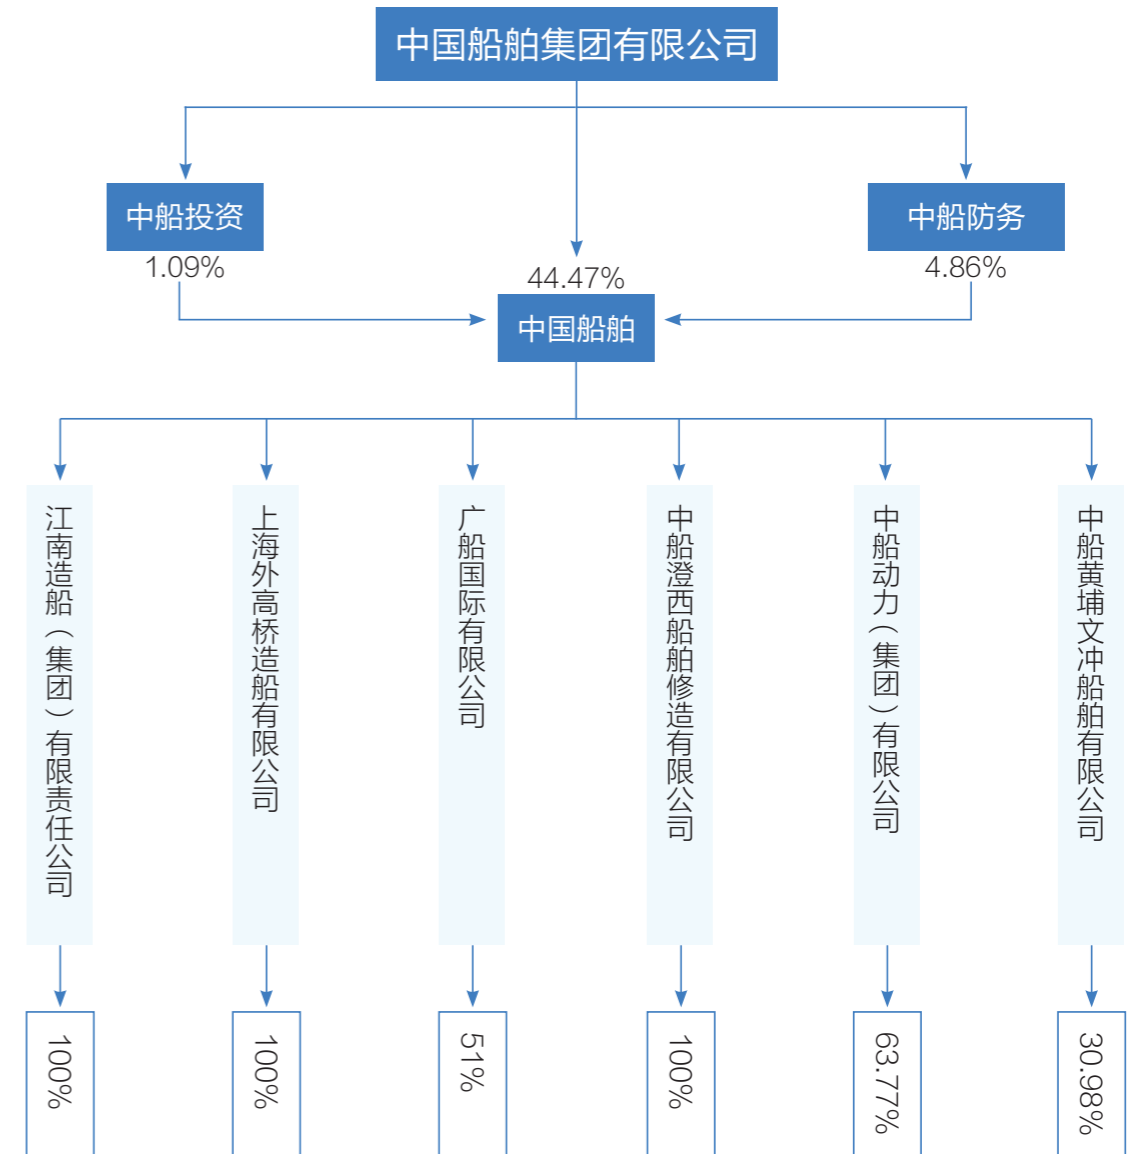 中国船舶集团有限公司
中船投资
中船防务
1.09%
44.47%
4.86%
中国船舶
江南造船（集团）有限责任公司
上海外高桥造船有限公司
广船国际有限公司
中船澄西船舶修造有限公司
中船动力（集团）有限公司
中船黄埔文冲船舶有限公司
100%
100%
51%
100%
63.77%
30.98%